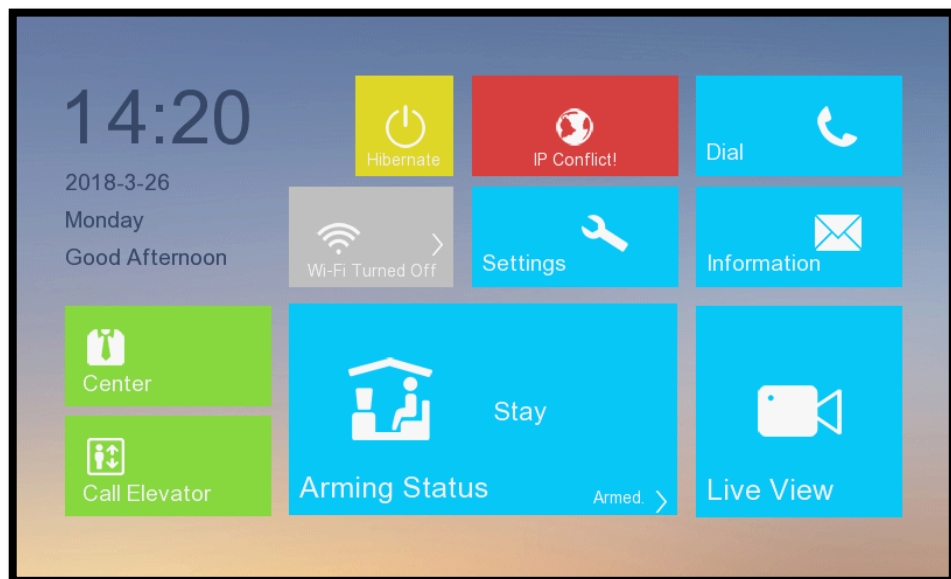 14:20
2018-3-26
Monday
Good Afternoon
Hibernate
IP Conflict!
Dial
Wi-Fi Turned Off
Settings
Information
Center
Call Elevator
Stay
Arming Status
Armed.
Live View